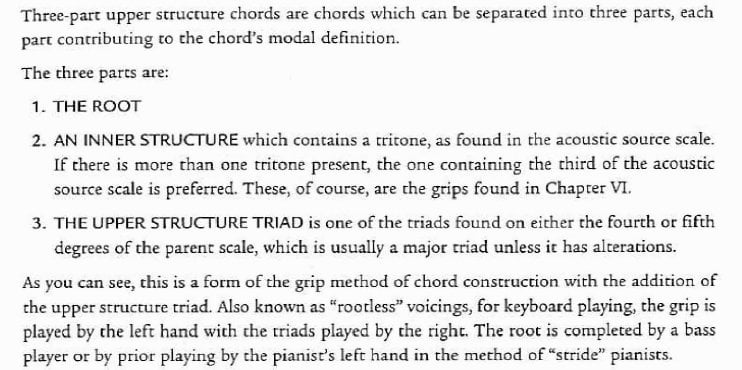 Three-part upper structure chords are chords which can be separated into three parts, each
part contributing to the chord's modal definition.
The three parts are:
1. THE ROOT
2. AN INNER STRUCTURE which contains a tritone, as found in the acoustic source scale.
If there is more than one tritone present, the one containing the third of the acoustic
source scale is preferred. These, of course, are the grips found in Chapter VI.
3. THE UPPER STRUCTURE TRIAD is one of the triads found on either the fourth or fifth
degrees of the parent scale, which is usually a major triad unless it has alterations.
As you can see, this is a form of the grip method of chord construction with the addition of
the upper structure triad. Also known as "rootless" voicings, for keyboard playing, the grip is
played by the left hand with the triads played by the right. The root is completed by a bass
player or by prior playing by the pianist's left hand in the method of "stride" pianists.